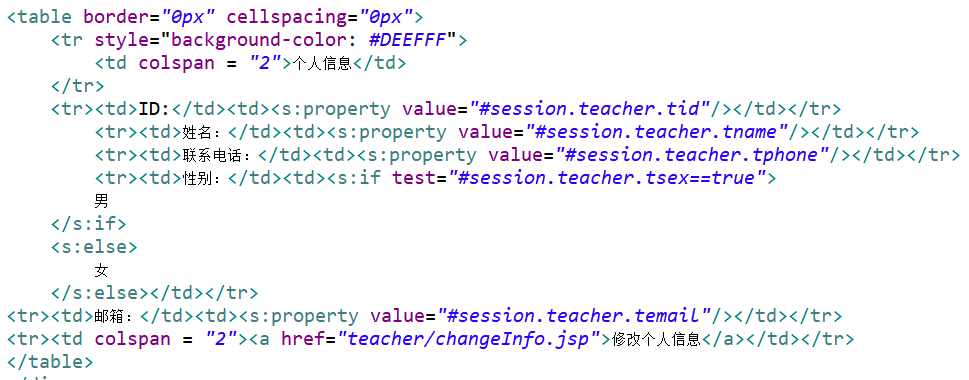 <table border="0px" cellspacing="0px">
    <tr style="background-color: #DEEFFF">
        <td colspan = "2">个人信息</td>
    </tr>
    <tr><td>ID:</td><td><s:property value="#session.teacher.tid"/></td></tr>
        <tr><td>姓名：</td><td><s:property value="#session.teacher.tname"/></td></tr>
        <tr><td>联系电话：</td><td><s:property value="#session.teacher.tphone"/></td></tr>
        <tr><td>性别：</td><td><s:if test="#session.teacher.tsex==true">
        男
    </s:if>
    <s:else>
        女
    </s:else></td></tr>
<tr><td>邮箱：</td><td><s:property value="#session.teacher.temail"/></td></tr>
<tr><td colspan = "2"><a href="teacher/changeInfo.jsp">修改个人信息</a></td></tr>
</table>